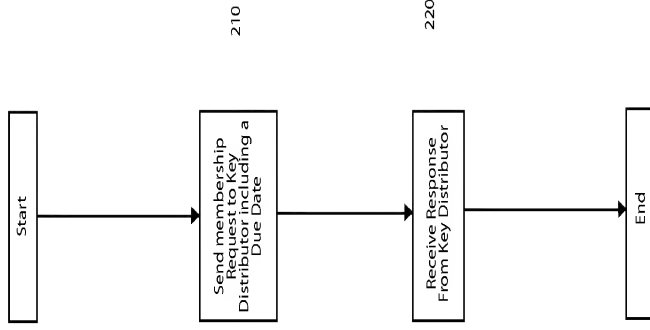 Start
210
Send membership
Request to Key
Distributor including a
Due Date
220
Receive Response
From Key Distributor
End